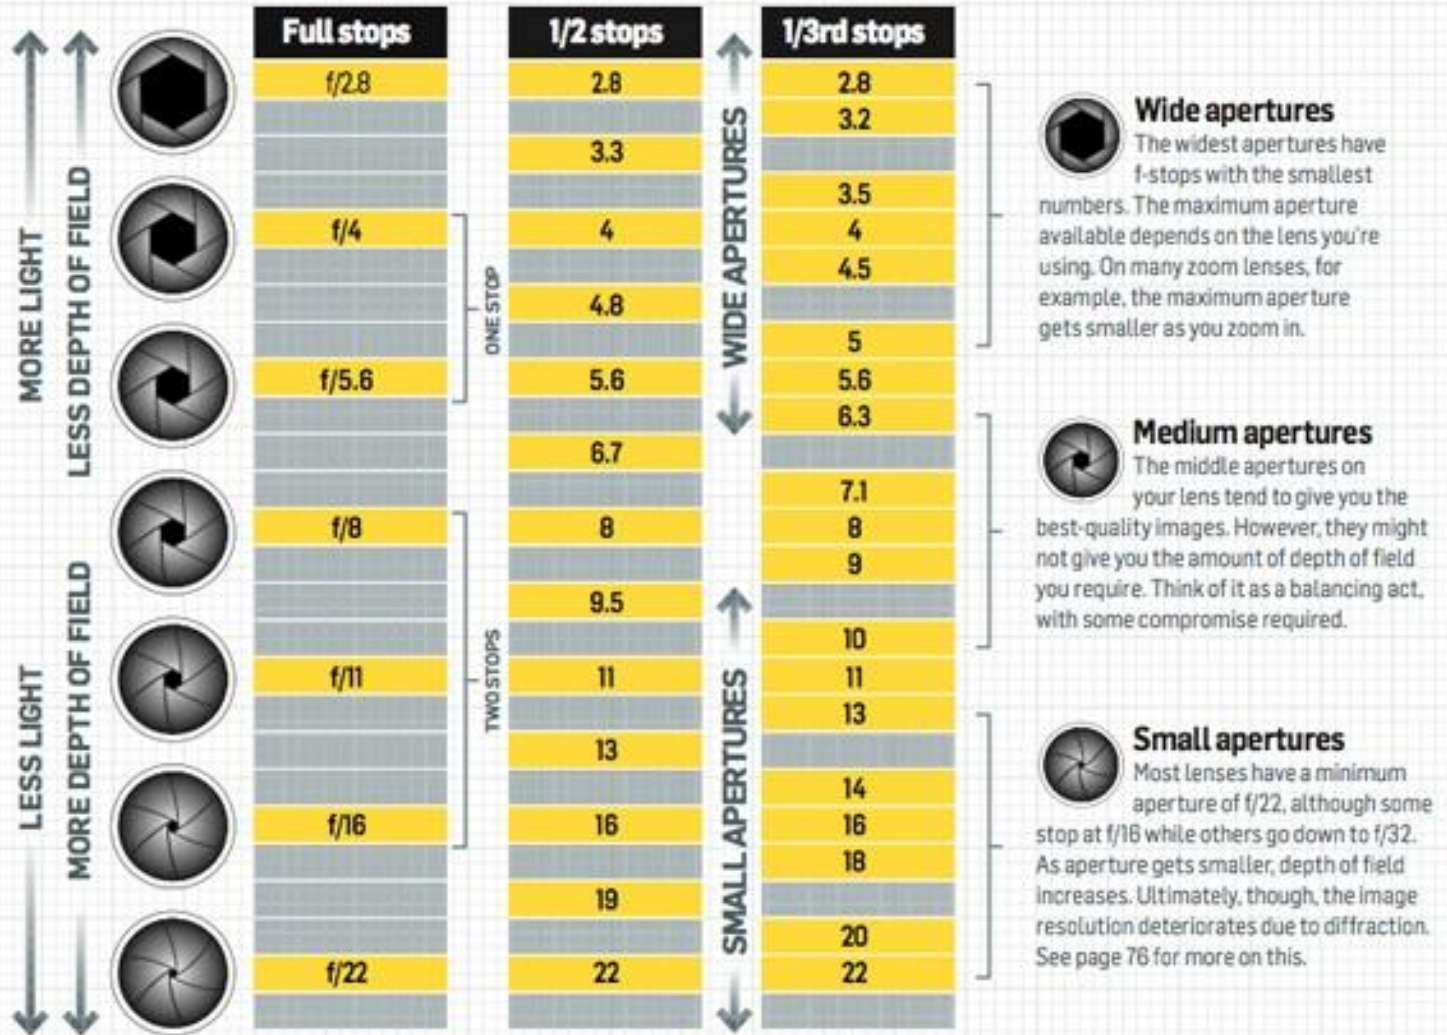 MORE LIGHT
LESS LIGHT
LESS DEPTH OF FIELD
MORE DEPTH OF FIELD
Full stops
f/2.8
f/4
f/5.6
f/8
f/11
f/16
f/22
ONE STOP
TWO STOPS
1/2 stops
2.8
3.3
4
4.8
5.6
6.7
8
9.5
11
13
16
19
22
WIDE APERTURES
SMALL APERTURES
1/3rd stops
2.8
3.2
3.5
4
4.5
5
5.6
6.3
7.1
8
9
10
11
13
14
16
18
20
22
Wide apertures
The widest apertures have
f-stops with the smallest
numbers. The maximum aperture
available depends on the lens you're
using. On many zoom lenses, for
example, the maximum aperture
gets smaller as you zoom in.
Medium apertures
The middle apertures on
your lens tend to give you the
best-quality images. However, they might
not give you the amount of depth of field
you require. Think of it as a balancing act,
with some compromise required.
Small apertures
Most lenses have a minimum
aperture of f/22, although some
stop at f/16 while others go down to f/32.
As aperture gets smaller, depth of field
increases. Ultimately, though, the image
resolution deteriorates due to diffraction.
See page 76 for more on this.